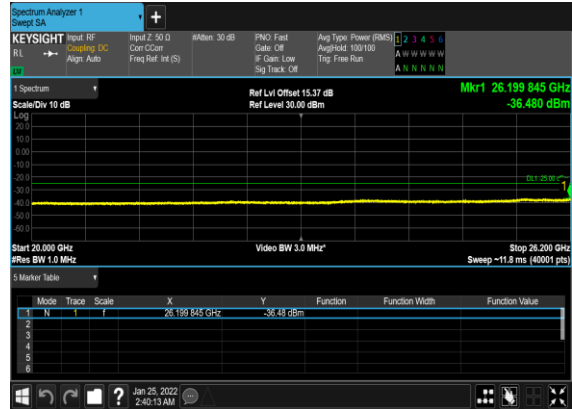 Spectrum Analyzer 1
Swept SA
+
KEYSIGHT Input: RF Input Z: 50 Ω #Atten: 30 dB PNO: Fast Avg Type: Power (RMS) 1 2 3 4 5 6
RL Coupling: DC Corr CCorr Gate: Off Avg|Hold: 100/100 A W W W W W
Align: Auto Freq Ref: Int (S) IF Gain: Low Trig: Free Run
Sig Track: Off A N N N N N
1 Spectrum Ref Lvl Offset 15.37 dB Mkr1 26.199 845 GHz
Scale/Div 10 dB Ref Level 30.00 dBm -36.480 dBm
Log
20.0
10.0
0.00
-10.0
-20.0
-30.0
-40.0
-50.0
-60.0
1
Start 20.000 GHz Video BW 3.0 MHz* Stop 26.200 GHz
#Res BW 1.0 MHz Sweep ~11.8 ms (40001 pts)
5 Marker Table
Mode Trace Scale X Y Function Function Width Function Value
1 N 1 f 26.199 845 GHz -36.48 dBm
2
3
4
5
6
? Jan 25, 2022
2:40:13 AM